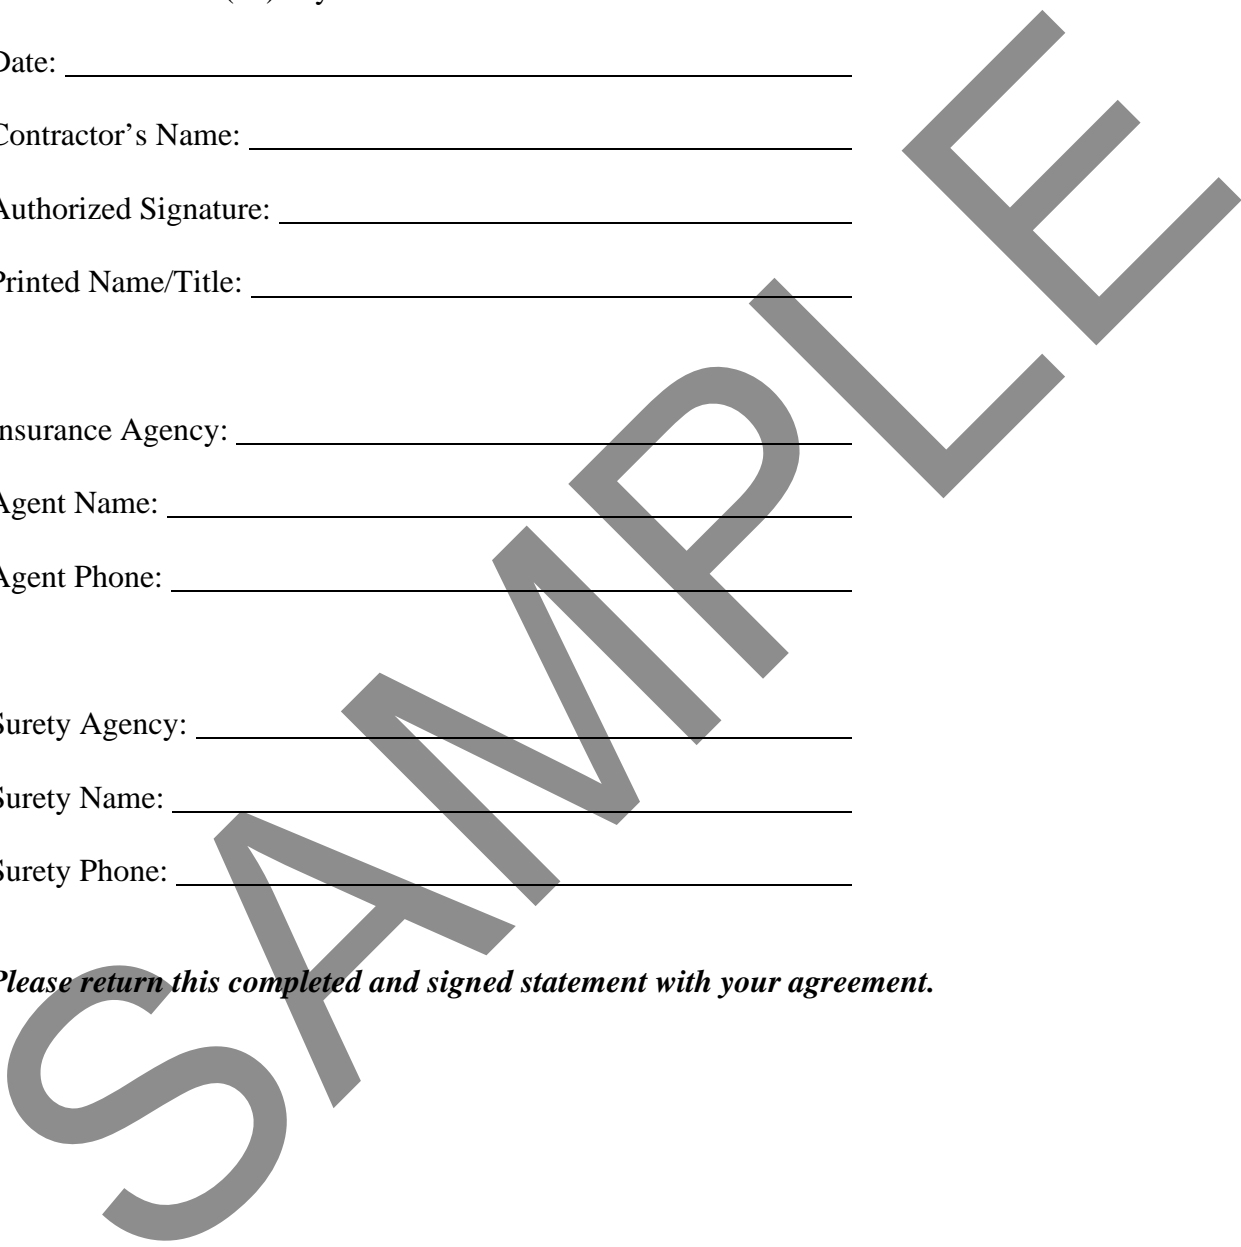 Date:
Contractor’s Name:
Authorized Signature:
Printed Name/Title:
Insurance Agency:
Agent Name:
Agent Phone:
Surety Agency:
Surety Name:
Surety Phone:
Please return this completed and signed statement with your agreement.
SAMPLE